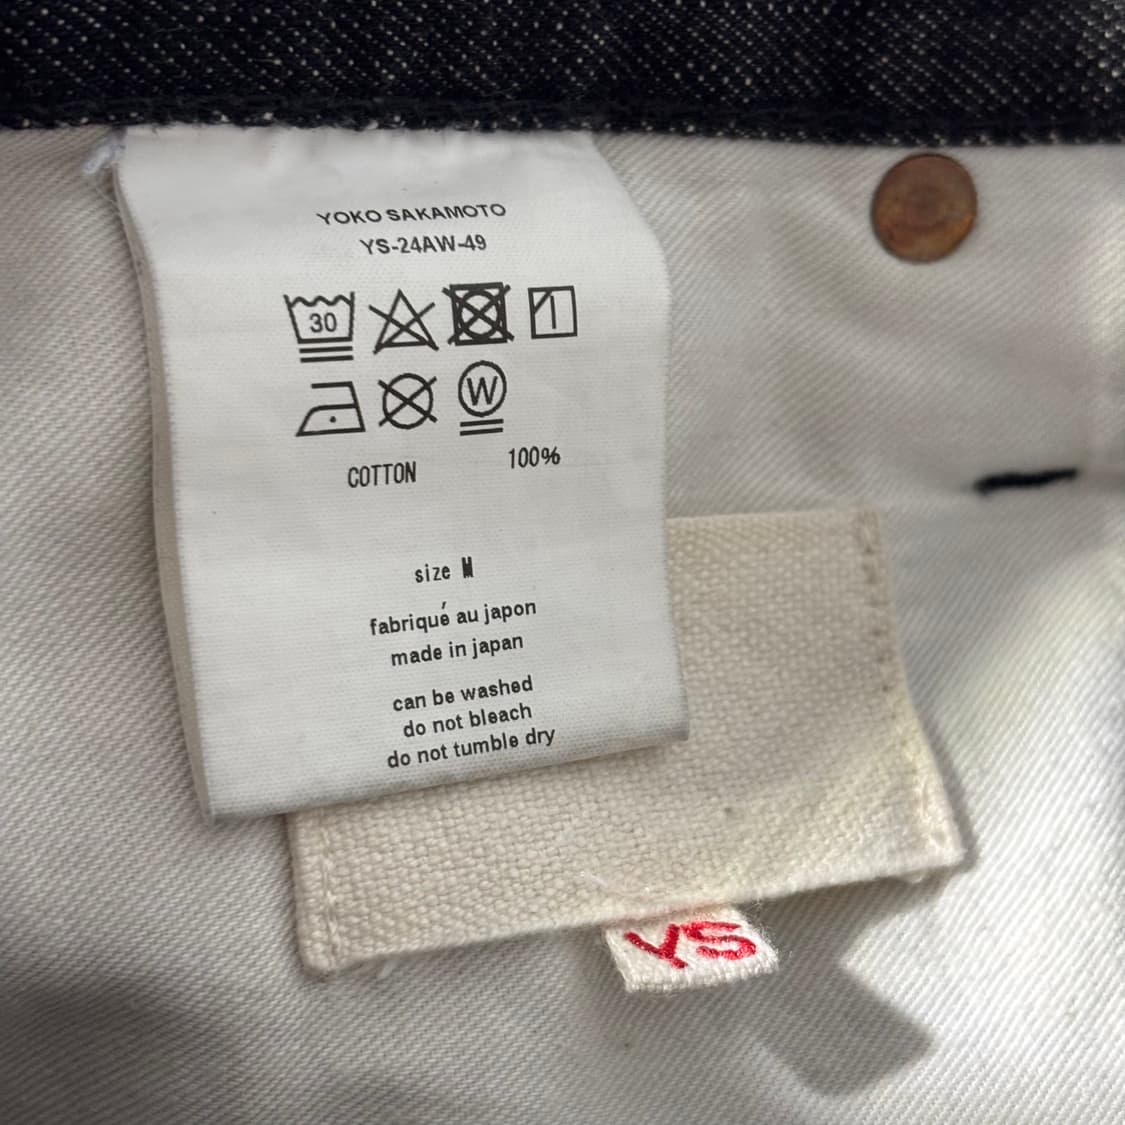 YOKO SAKAMOTO
YS-24AW-49
30
W
COTTON 100%
size M
fabriqué au japon
made in japan
can be washed
do not bleach
do not tumble dry
YS